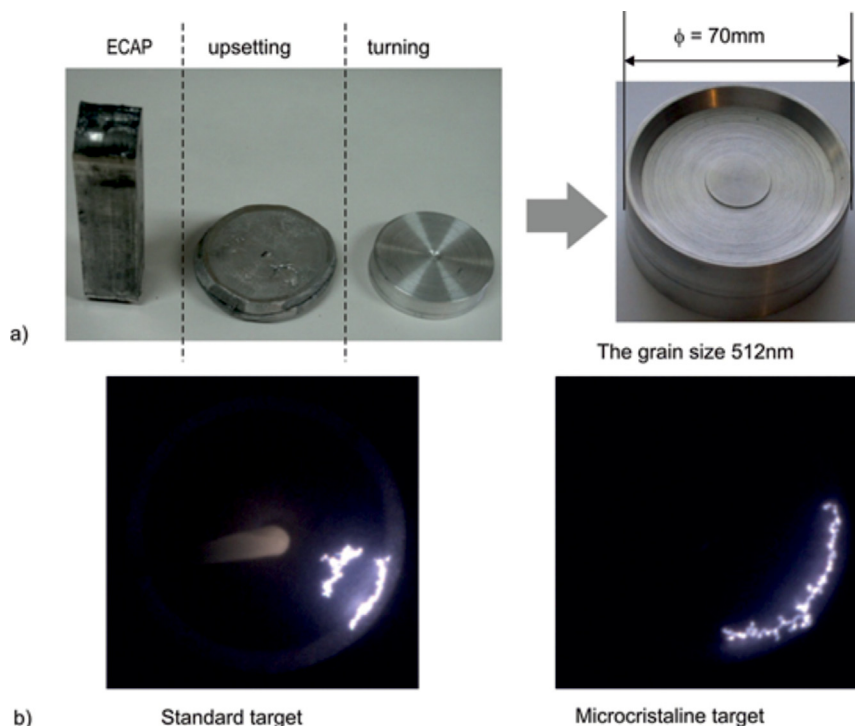 ECAP
upsetting
turning
ϕ = 70mm
a)
The grain size 512nm
b)
Standard target
Microcristaline target